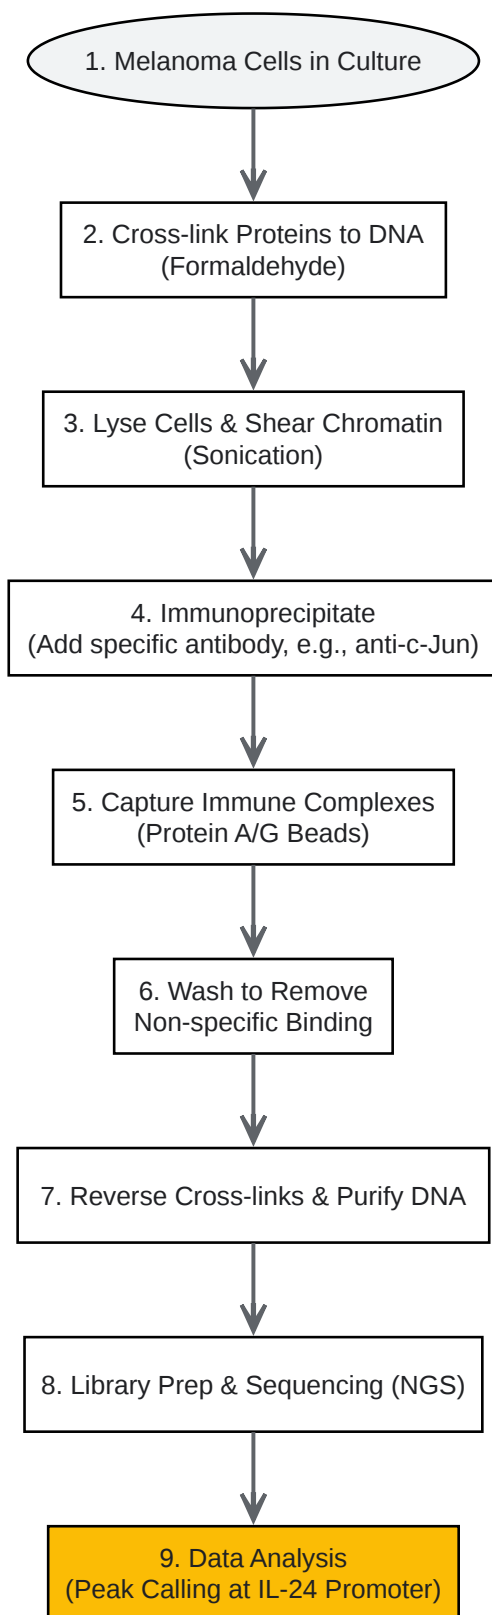 1. Melanoma Cells in Culture
2. Cross-link Proteins to DNA
(Formaldehyde)
3. Lyse Cells & Shear Chromatin
(Sonication)
4. Immunoprecipitate
(Add specific antibody, e.g., anti-c-Jun)
5. Capture Immune Complexes
(Protein A/G Beads)
6. Wash to Remove
Non-specific Binding
7. Reverse Cross-links & Purify DNA
8. Library Prep & Sequencing (NGS)
9. Data Analysis
(Peak Calling at IL-24 Promoter)